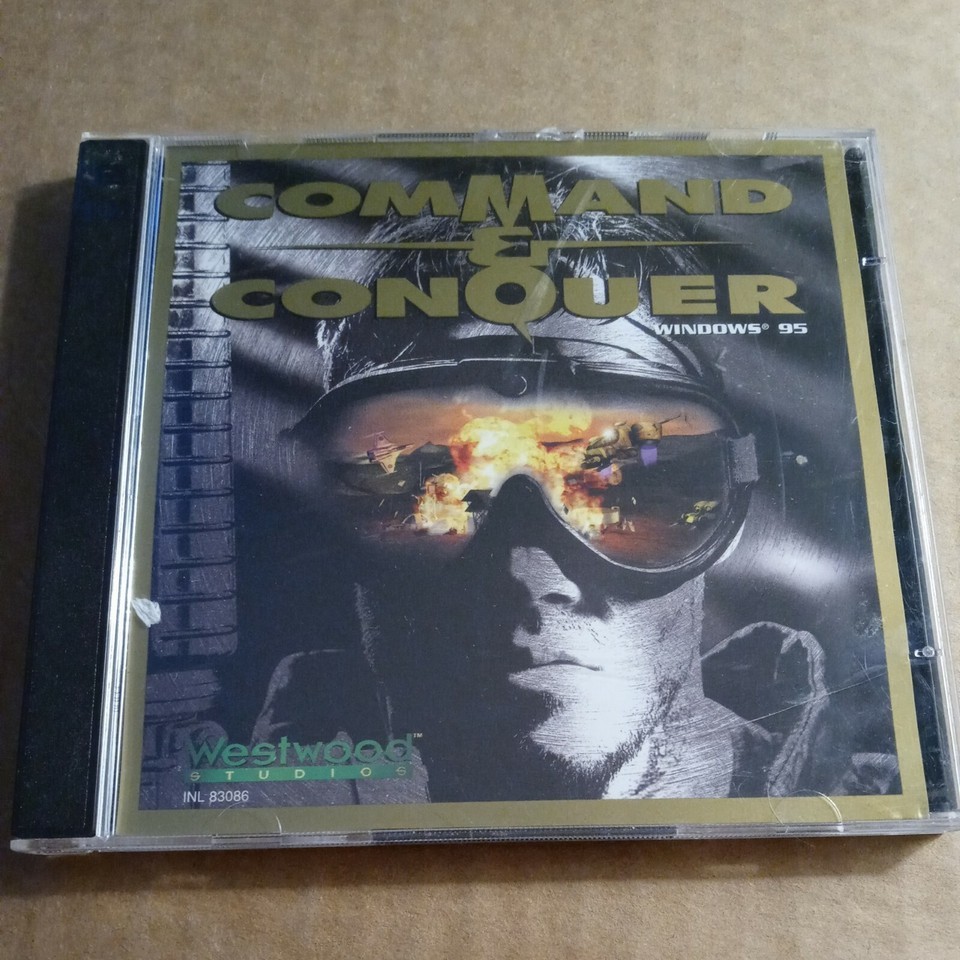 COMMAND
&
CONQUER
WINDOWS® 95
Westwood™
STUDIOS
INL 83086